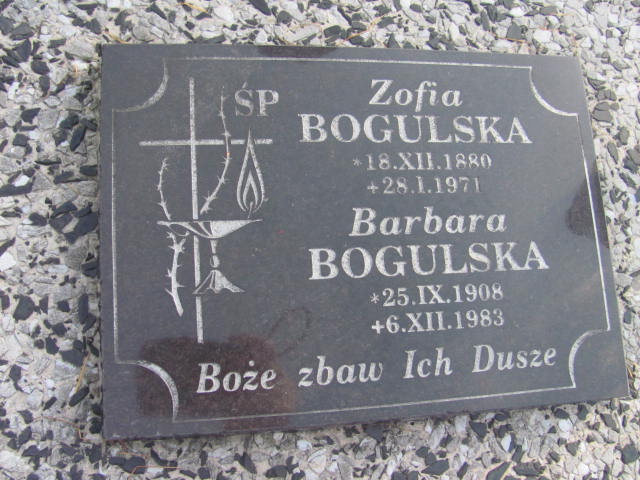 ŚP
Zofia
BOGULSKA
*18.XII.1880
+28.I.1971
Barbara
BOGULSKA
*25.IX.1908
+6.XII.1983
Boże zbaw Ich Dusze